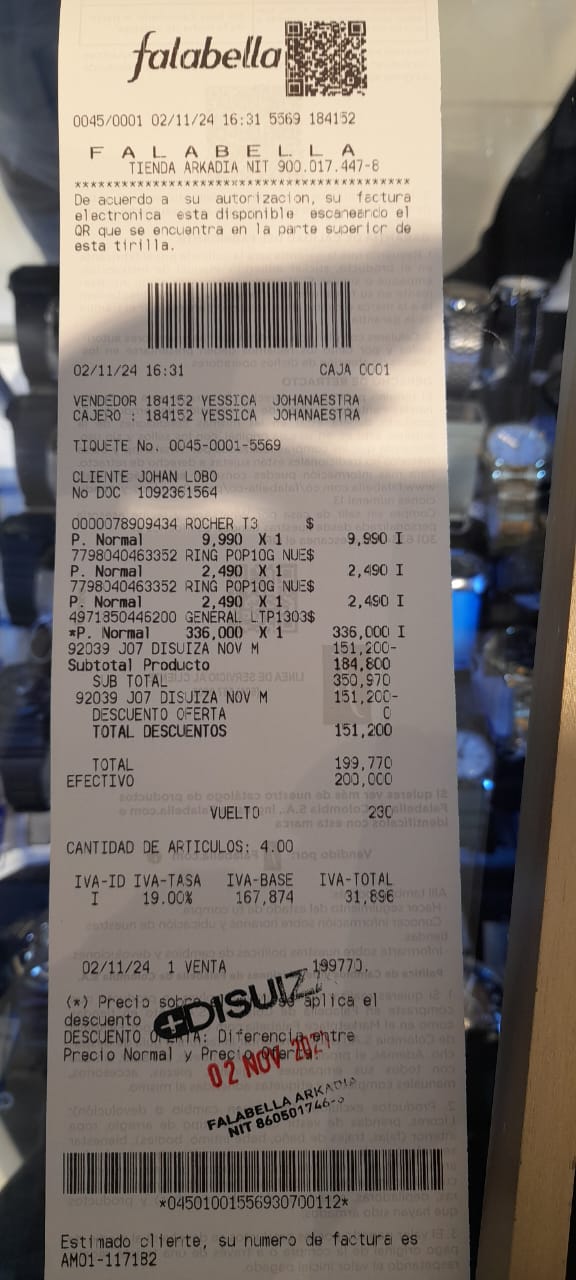 falabella
0045/0001 02/11/24 16:31 5569 184152
F A L A B E L L A
TIENDA ARKADIA NIT 900.017.447-8
****************************************
De acuerdo a su autorizacion, su factura
electronica esta disponible escaneando el
QR que se encuentra en la parte superior de
esta tirilla.
02/11/24 16:31 CAJA 0001
VENDEDOR 184152 YESSICA JOHANAESTRA
CAJERO : 184152 YESSICA JOHANAESTRA
TIQUETE No. 0045-0001-5569
CLIENTE JOHAN LOBO
No DOC 1092361564
0000078909434 ROCHER T3 $
P. Normal 9,990 X 1 9,990 I
7798040463352 RING POP10G NUE$
P. Normal 2,490 X 1 2,490 I
7798040463352 RING POP10G NUE$
P. Normal 2,490 X 1 2,490 I
4971850446200 GENERAL LTP1303$
*P. Normal 336,000 X 1 336,000 I
92039 J07 DISUIZA NOV M 151,200-
Subtotal Producto 184,800
SUB TOTAL 350,970
92039 J07 DISUIZA NOV M 151,200-
DESCUENTO OFERTA 0
TOTAL DESCUENTOS 151,200
TOTAL 199,770
EFECTIVO 200,000
VUELTO 230
CANTIDAD DE ARTICULOS: 4.00
IVA-ID IVA-TASA IVA-BASE IVA-TOTAL
I 19.00% 167,874 31,896
02/11/24 1 VENTA 199770.
(*) Precio sobre se aplica el
descuento
DISUIZ
DESCUENTO OFERTA: Diferencia entre
Precio Normal y Precio Oferta.
02 NOV
FALABELLA ARKADIA
NIT 860501746-
*04501001556930700112*
Estimado cliente, su numero de factura es
AM01-117182